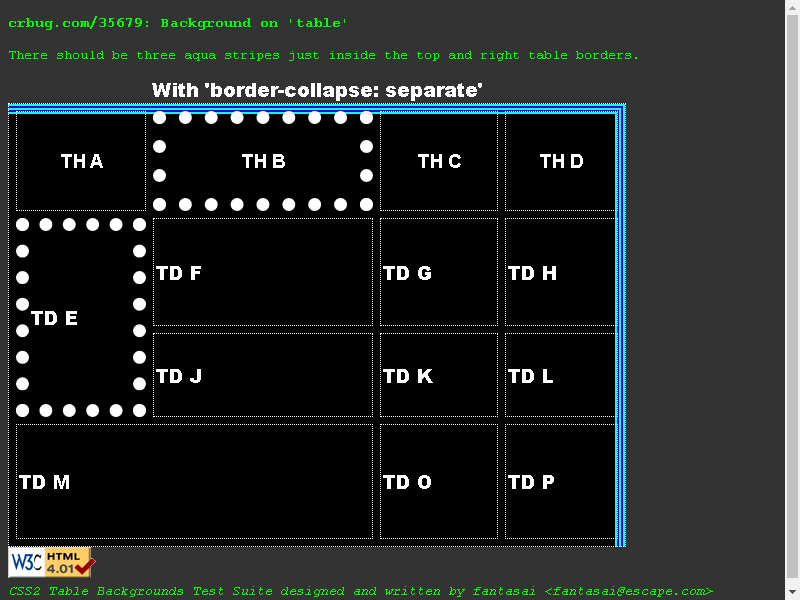 crbug.com/35679: Background on 'table'
There should be three aqua stripes just inside the top and right table borders.
With 'border-collapse: separate'
TH A TH B TH C TH D
TD E
TD F TD G TD H
TD J TD K TD L
TD M TD O TD P
W3C HTML 4.01
CSS2 Table Backgrounds Test Suite designed and written by fantasai <fantasai@escape.com>